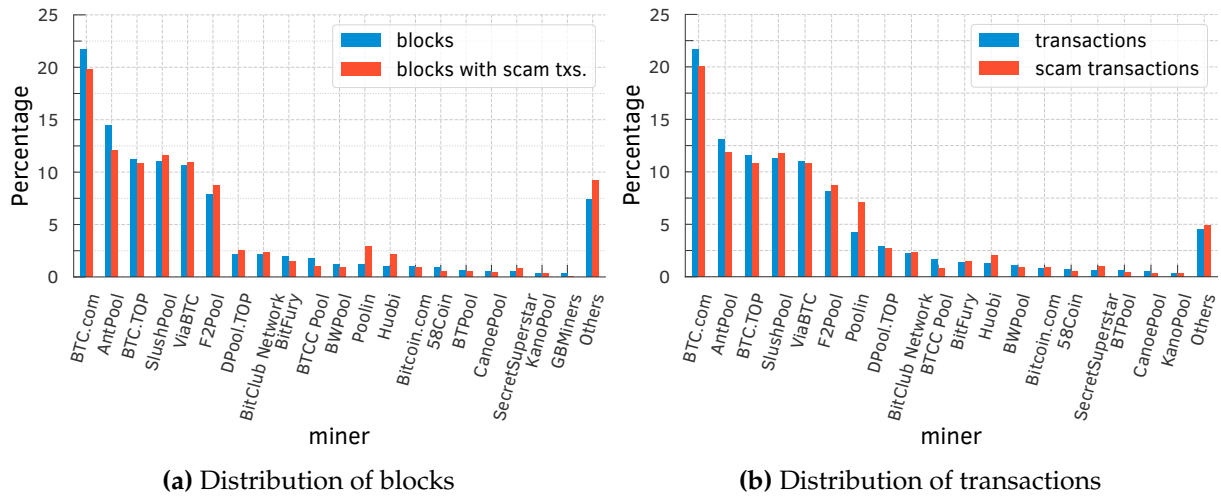 25
20
15
10
5
0
Percentage
blocks
blocks with scam txs.
BTC.com
AntPool
BTC.TOP
SlushPool
ViaBTC
F2Pool
DPool.TOP
BitClub Network
BitFury
BTCC Pool
BWPool
Poolin
Huobi
Bitcoin.com
58Coin
BTPool
CanoePool
SecretSuperstar
KanoPool
GBMiners
Others
miner
(a) Distribution of blocks
25
20
15
10
5
0
Percentage
transactions
scam transactions
BTC.com
AntPool
BTC.TOP
SlushPool
ViaBTC
F2Pool
Poolin
DPool.TOP
BitClub Network
BTCC Pool
BitFury
Huobi
BWPool
Bitcoin.com
58Coin
SecretSuperstar
BTPool
CanoePool
KanoPool
Others
miner
(b) Distribution of transactions